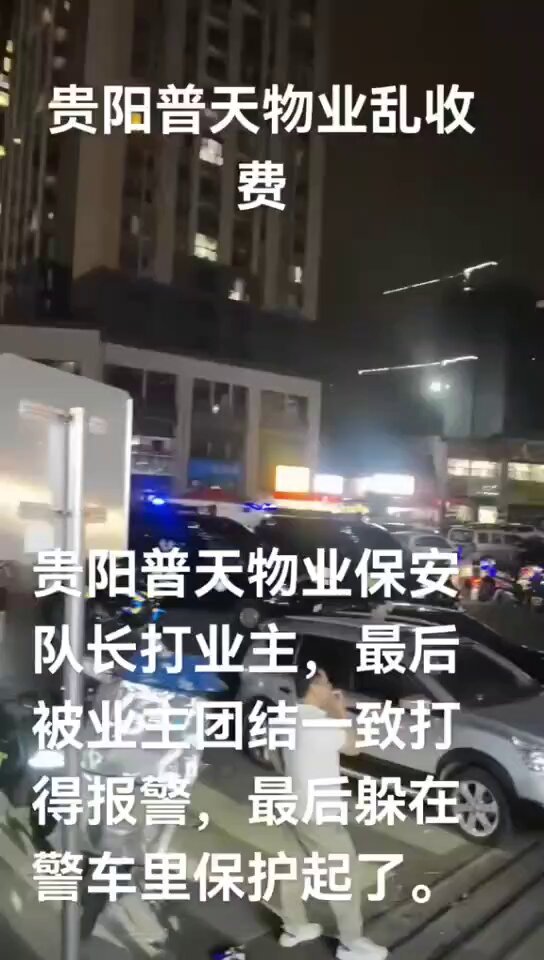 贵阳普天物业乱收
费
贵阳普天物业保安
队长打业主，最后
被业主团结一致打
得报警，最后躲在
警车里保护起了。